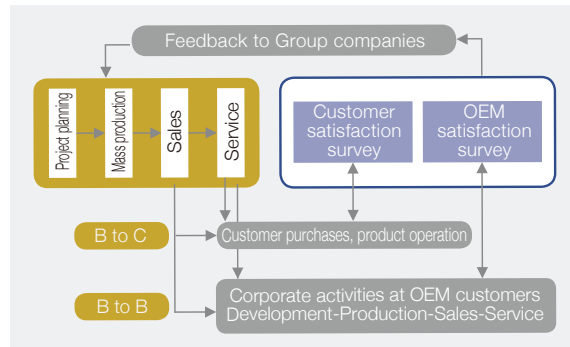 Feedback to Group companies
Project planning
Mass production
Sales
Service
Customer
satisfaction
survey
OEM
satisfaction
survey
B to C
Customer purchases, product operation
B to B
Corporate activities at OEM customers
Development-Production-Sales-Service